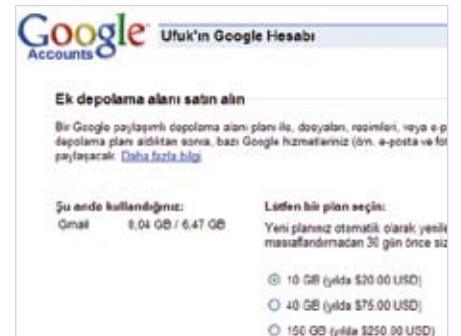 Google
Accounts
Ufuk'ın Google Hesabı
Ek depolama alanı satın alın
Bir Google paylaşımlı depolama alanı planı ile, dosyaları, resimleri, veya e-p
depolama planı aldıktan sonra, bazı Google hizmetleriniz (örn. e-posta ve fot
paylaşacak. Daha fazla bilgi
Şu anda kullandığınız:
Gmail 0,04 GB / 6,47 GB
Lütfen bir plan seçin:
Yeni planınız otomatik olarak yenile
masraflandırmadan 30 gün önce siz
10 GB (yılda $20.00 USD)
40 GB (yılda $75.00 USD)
150 GB (yılda $250.00 USD)